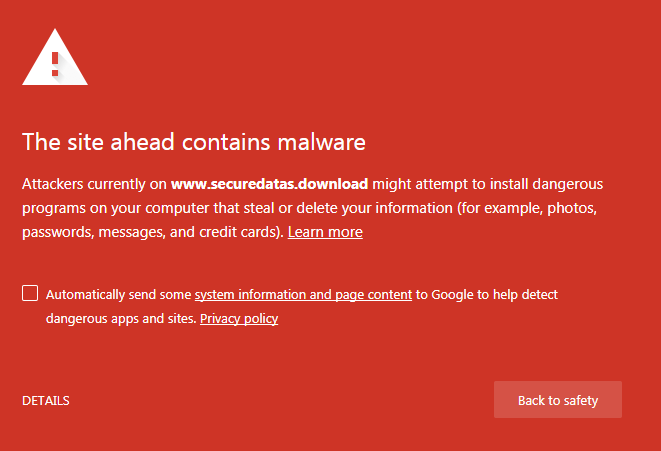 The site ahead contains malware
Attackers currently on www.securedatas.download might attempt to install dangerous
programs on your computer that steal or delete your information (for example, photos,
passwords, messages, and credit cards). Learn more
Automatically send some system information and page content to Google to help detect
dangerous apps and sites. Privacy policy
DETAILS
Back to safety